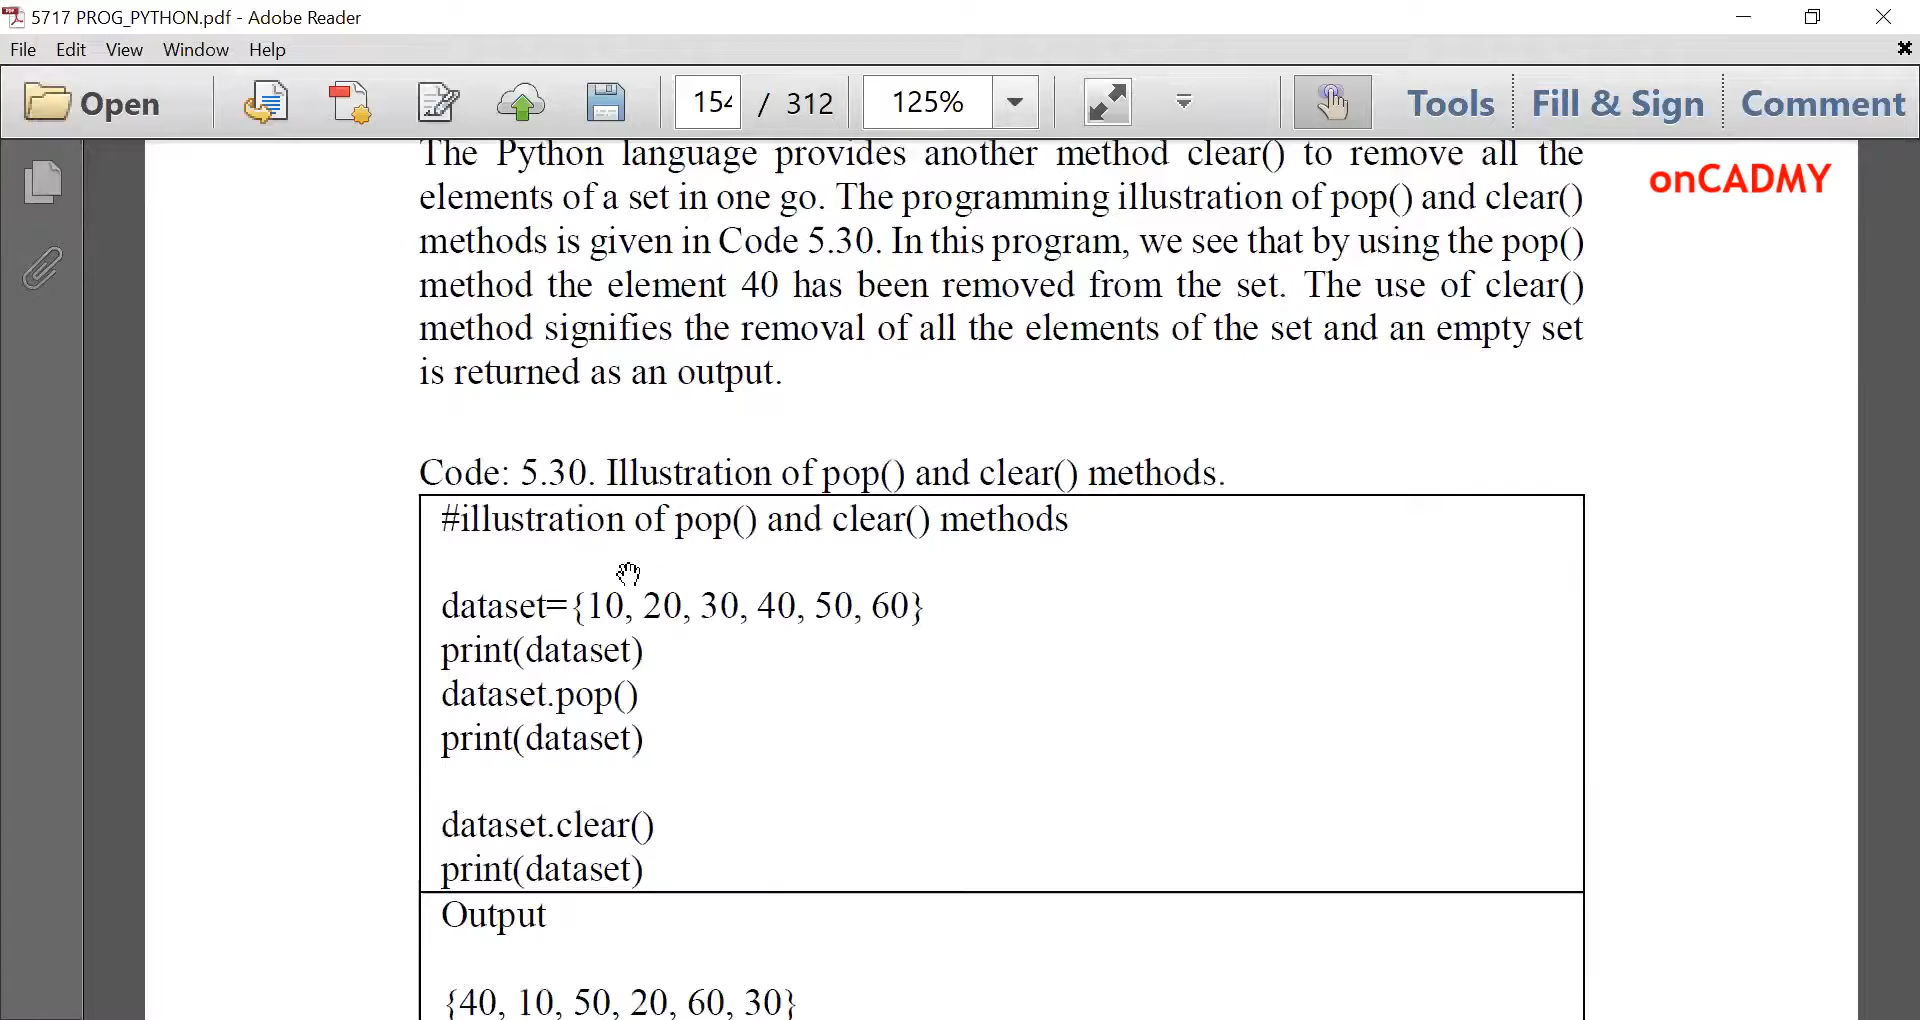 5717 PROG_PYTHON.pdf - Adobe Reader
File Edit View Window Help
Open 154 / 312 125% Tools Fill & Sign Comment
The Python language provides another method clear() to remove all the
elements of a set in one go. The programming illustration of pop() and clear()
methods is given in Code 5.30. In this program, we see that by using the pop()
method the element 40 has been removed from the set. The use of clear()
method signifies the removal of all the elements of the set and an empty set
is returned as an output.
onCADMY
Code: 5.30. Illustration of pop() and clear() methods.
#illustration of pop() and clear() methods
dataset={10, 20, 30, 40, 50, 60}
print(dataset)
dataset.pop()
print(dataset)
dataset.clear()
print(dataset)
Output
{40, 10, 50, 20, 60, 30}